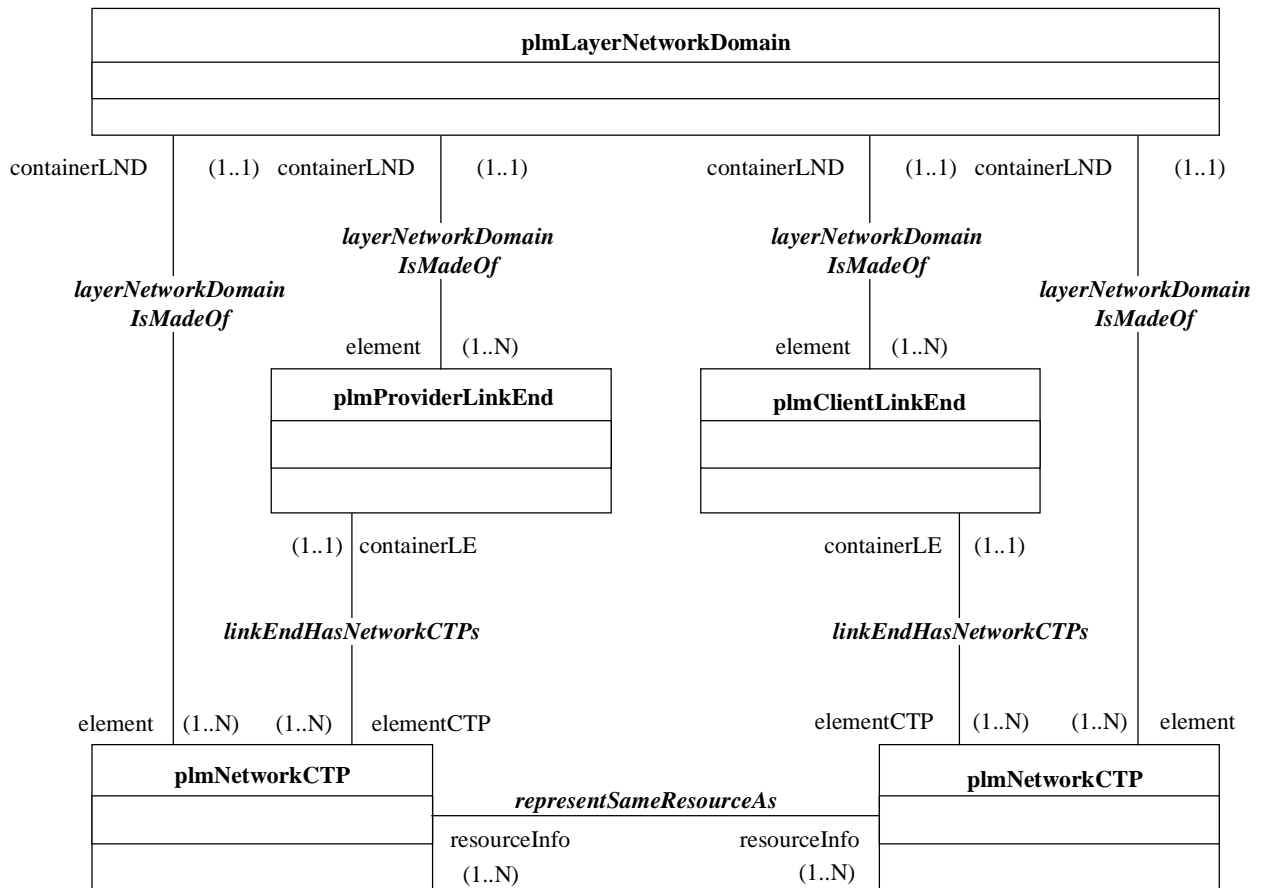 plmLayerNetworkDomain
containerLND (1..1) containerLND (1..1) containerLND (1..1) containerLND (1..1)
layerNetworkDomain layerNetworkDomain
IsMadeOf IsMadeOf
layerNetworkDomain layerNetworkDomain
IsMadeOf IsMadeOf
element (1..N) element (1..N)
plmProviderLinkEnd plmClientLinkEnd
(1..1) containerLE containerLE (1..1)
linkEndHasNetworkCTPs linkEndHasNetworkCTPs
element (1..N) (1..N) elementCTP elementCTP (1..N) (1..N) element
plmNetworkCTP plmNetworkCTP
representSameResourceAs
resourceInfo resourceInfo
(1..N) (1..N)